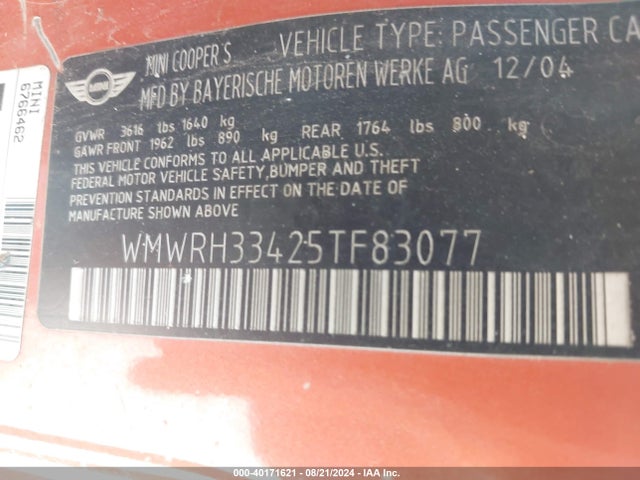 MINI
6766462
MINI
MINI COOPER S VEHICLE TYPE: PASSENGER CA
MFD BY BAYERISCHE MOTOREN WERKE AG 12/04
GVWR 3616 lbs 1640 kg
GAWR FRONT 1962 lbs 890 kg REAR 1764 lbs 800 kg
THIS VEHICLE CONFORMS TO ALL APPLICABLE U.S.
FEDERAL MOTOR VEHICLE SAFETY,BUMPER AND THEFT
PREVENTION STANDARDS IN EFFECT ON THE DATE OF
MANUFACTURE SHOWN ABOVE.
WMWRH33425TF83077
000-40171621 - 08/21/2024 - IAA Inc.